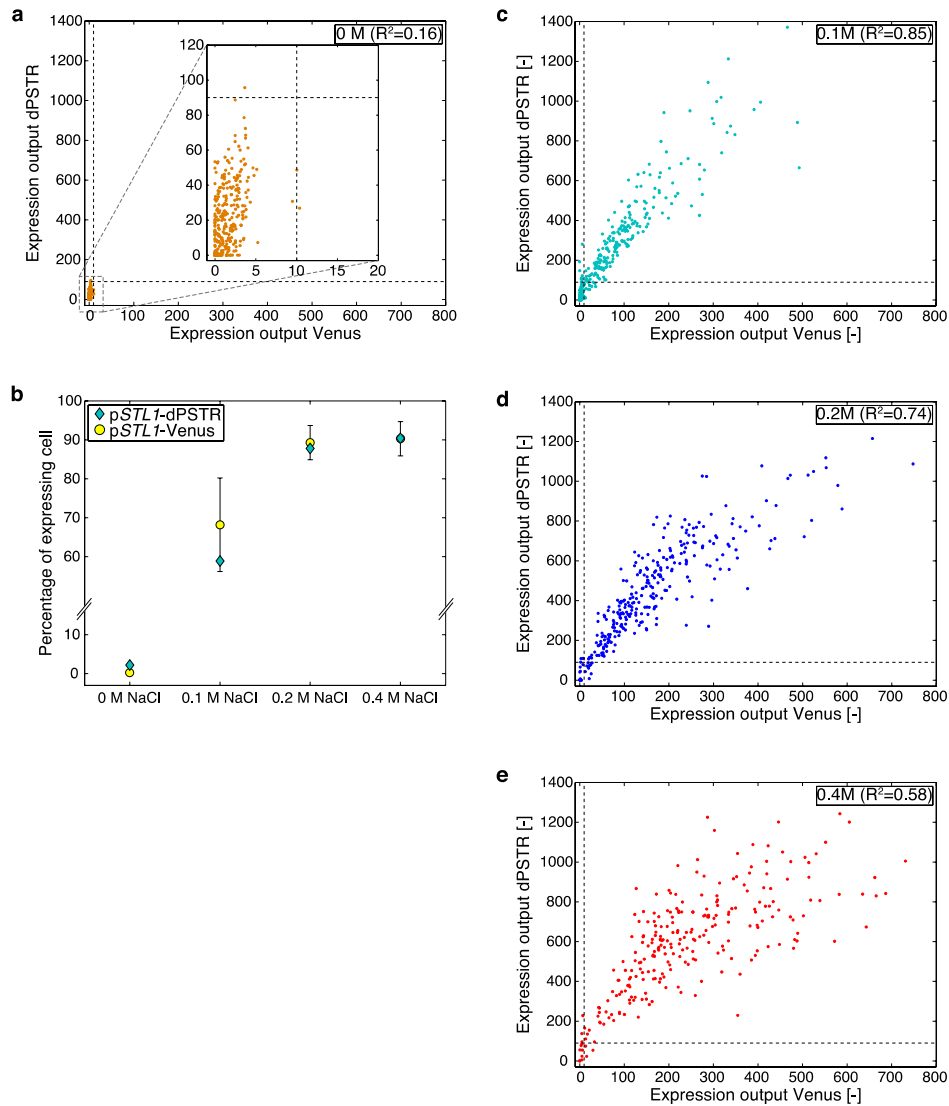 a
0 M (R²=0.16)
Expression output dPSTR
1400
1200
1000
800
600
400
200
0
120
100
80
60
40
20
0
0 5 10 15 20
0 100 200 300 400 500 600 700 800
Expression output Venus
b
pSTL1-dPSTR
pSTL1-Venus
Percentage of expressing cell
100
90
80
70
60
10
0
0 M NaCl 0.1 M NaCl 0.2 M NaCl 0.4 M NaCl
c
0.1M (R²=0.85)
Expression output dPSTR [-]
1400
1200
1000
800
600
400
200
0
0 100 200 300 400 500 600 700 800
Expression output Venus [-]
d
0.2M (R²=0.74)
Expression output dPSTR [-]
1400
1200
1000
800
600
400
200
0
0 100 200 300 400 500 600 700 800
Expression output Venus [-]
e
0.4M (R²=0.58)
Expression output dPSTR [-]
1400
1200
1000
800
600
400
200
0
0 100 200 300 400 500 600 700 800
Expression output Venus [-]